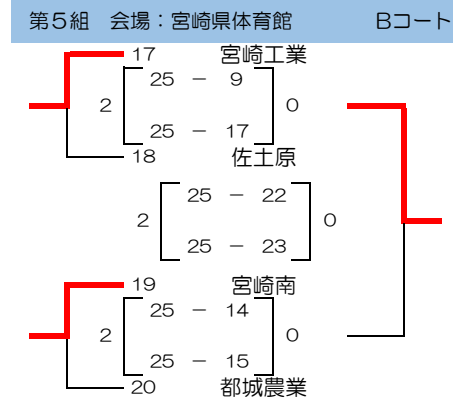 第5組 会場：宮崎県体育館 Bコート
17 宮崎工業
25 － 9
2 0
25 － 17
18 佐土原
25 － 22
2 0
25 － 23
19 宮崎南
25 － 14
2 0
25 － 15
20 都城農業